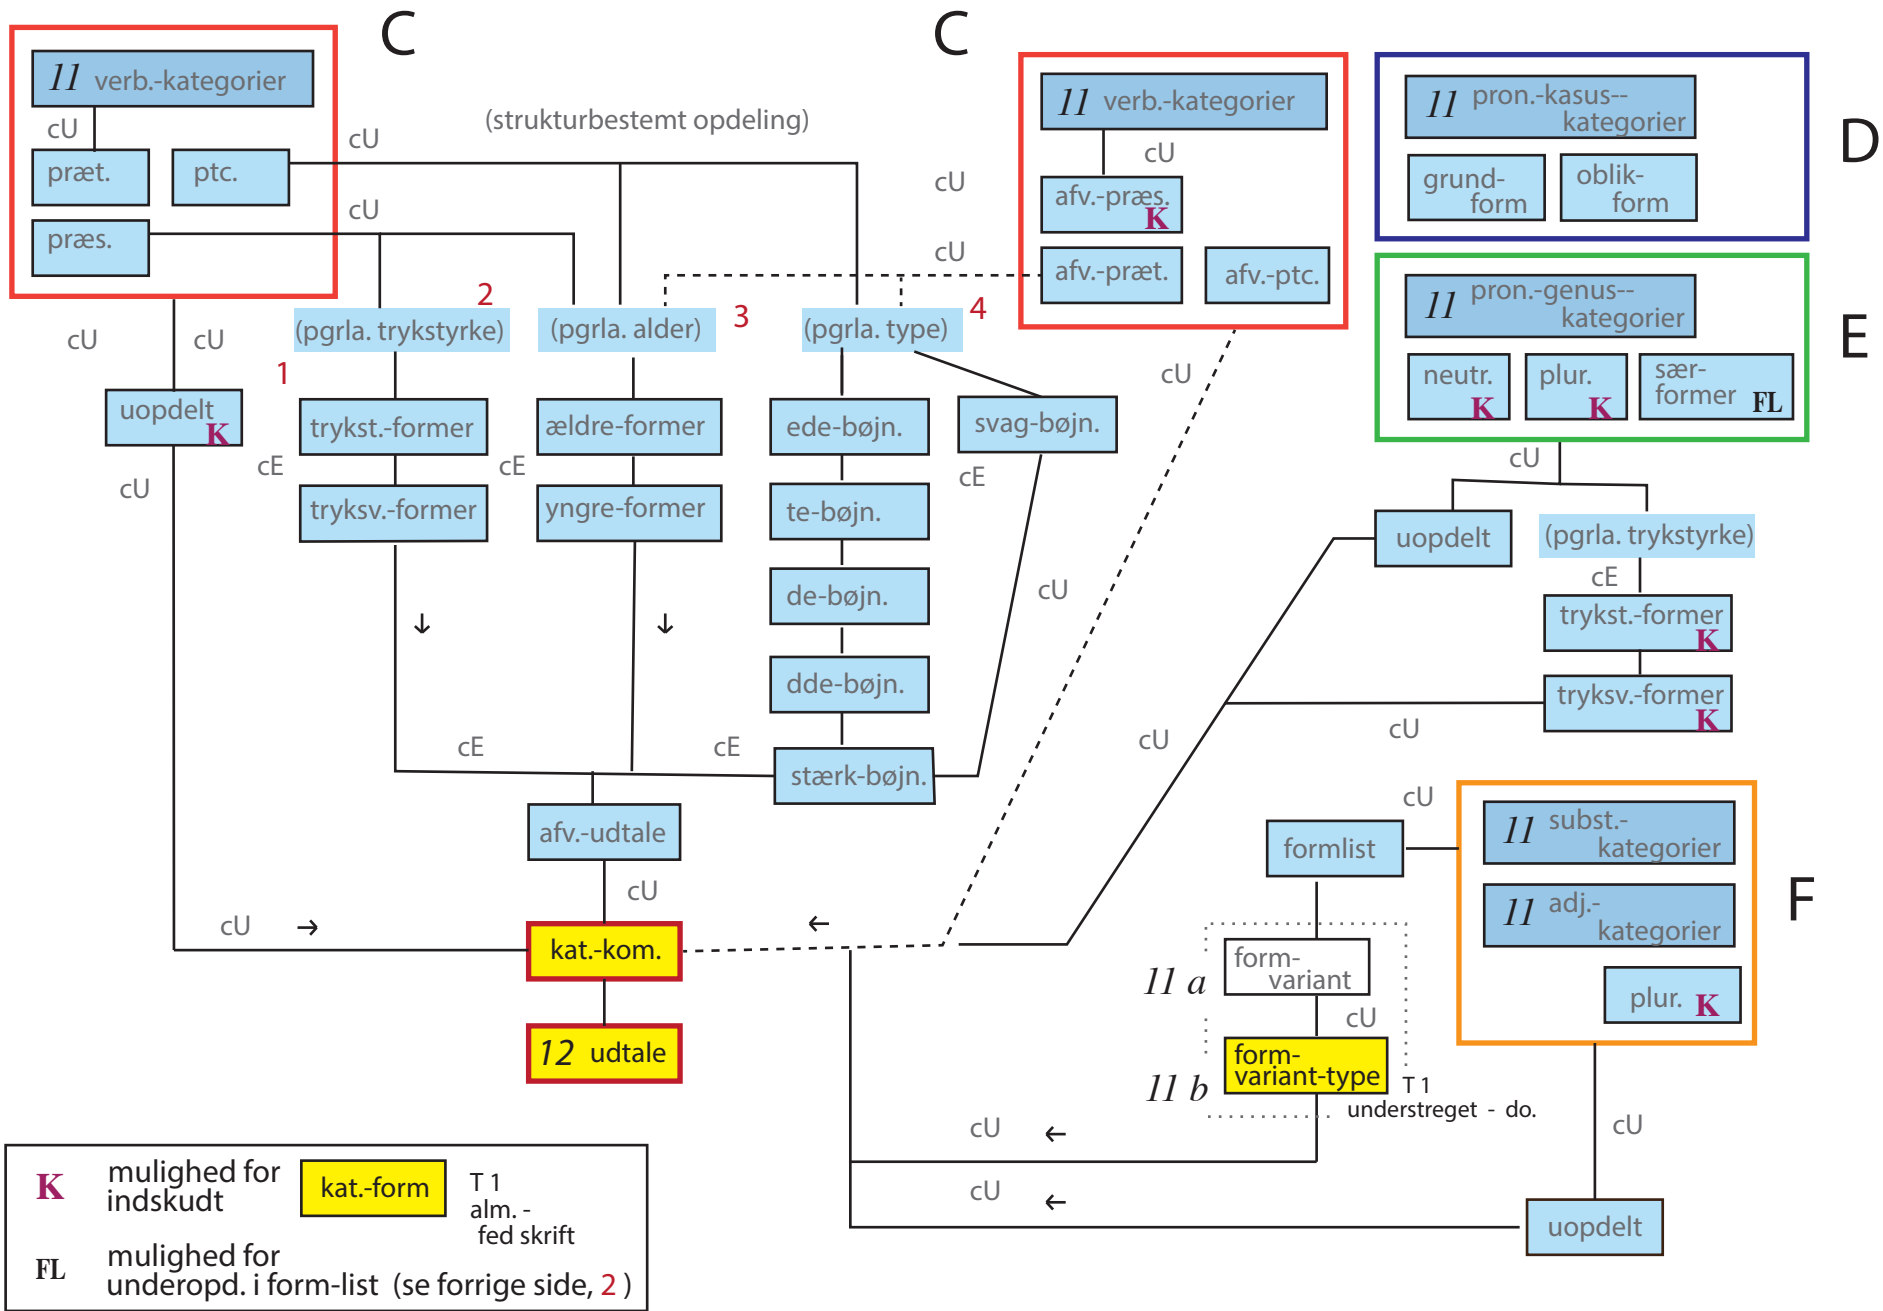 C
11 verb.-kategorier
cU
præt.
ptc.
præs.
cU
(strukturbestemt opdeling)
cU
C
11 verb.-kategorier
cU
afv.-præs.
K
afv.-præt.
afv.-ptc.
cU
cU
D
11 pron.-kasus--
kategorier
grund-
form
oblik-
form
E
11 pron.-genus--
kategorier
neutr.
K
plur.
K
sær-
former FL
cU
cU
cU
1
2
(pgrla. trykstyrke)
(pgrla. alder)
3
(pgrla. type)
4
cU
uopdelt
K
cU
trykst.-former
cE
tryksv.-former
ældre-former
cE
yngre-former
ede-bøjn.
te-bøjn.
de-bøjn.
dde-bøjn.
stærk-bøjn.
svag-bøjn.
cE
cU
↓
↓
cE
cE
uopdelt
(pgrla. trykstyrke)
cE
trykst.-former
K
tryksv.-former
K
cU
cU
afv.-udtale
cU
cU →
←
kat.-kom.
12 udtale
cU
F
11 subst.-
kategorier
11 adj.-
kategorier
plur. K
formlist
11 a
form-
variant
cU
11 b
form-
variant-type
T 1
understreget - do.
cU ←
cU ←
cU
uopdelt
K mulighed for
indskudt
kat.-form
T 1
alm. -
fed skrift
FL mulighed for
underopd. i form-list (se forrige side, 2 )